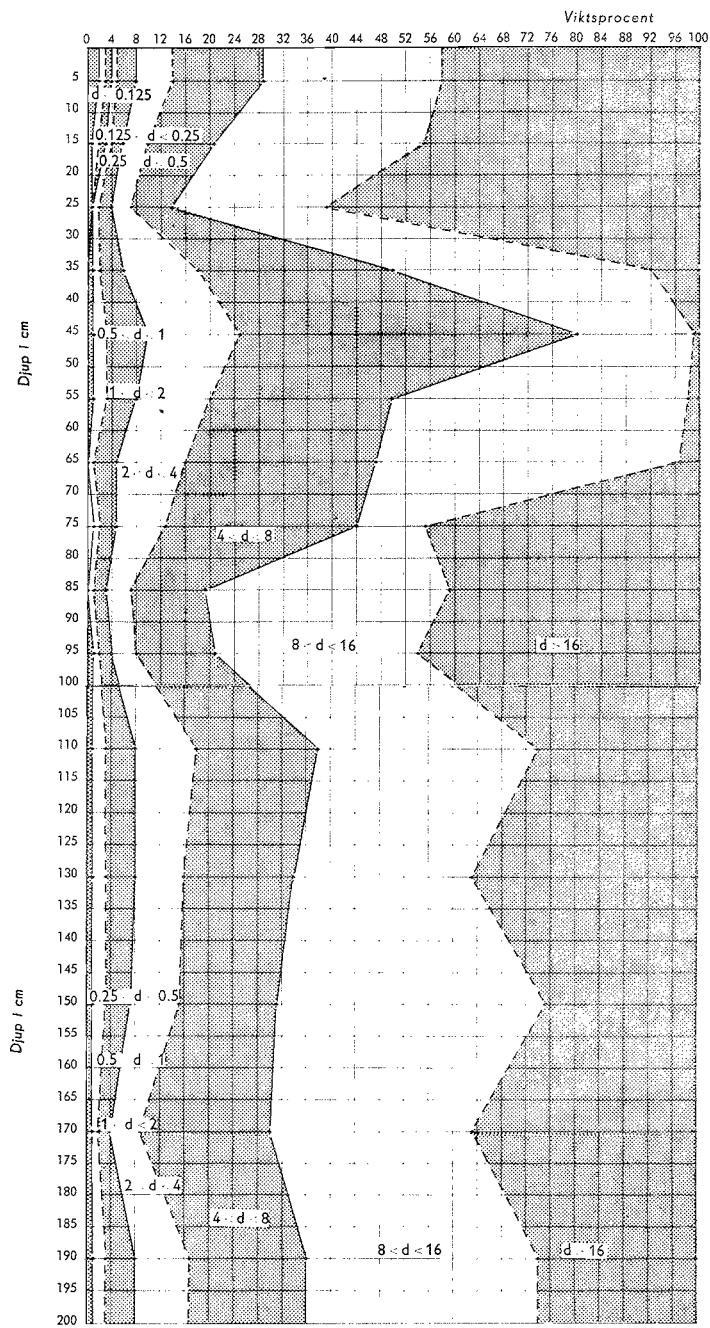 Viktsprocent
0 4 8 12 16 20 24 28 32 36 40 44 48 52 56 60 64 68 72 76 80 84 88 92 96 100
5
d < 0.125
10
0.125 < d < 0.25
15
0.25 < d < 0.5
20
25
30
35
40
Djup i cm
0.5 < d < 1
45
50
1 < d < 2
55
60
65
2 < d < 4
70
75
4 < d < 8
80
85
90
8 < d < 16
d > 16
95
100
105
110
115
120
125
130
135
140
145
0.25 < d < 0.5
150
Djup i cm
155
0.5 < d < 1
160
165
1 < d < 2
170
175
2 < d < 4
180
4 < d < 8
185
8 < d < 16
d > 16
190
195
200